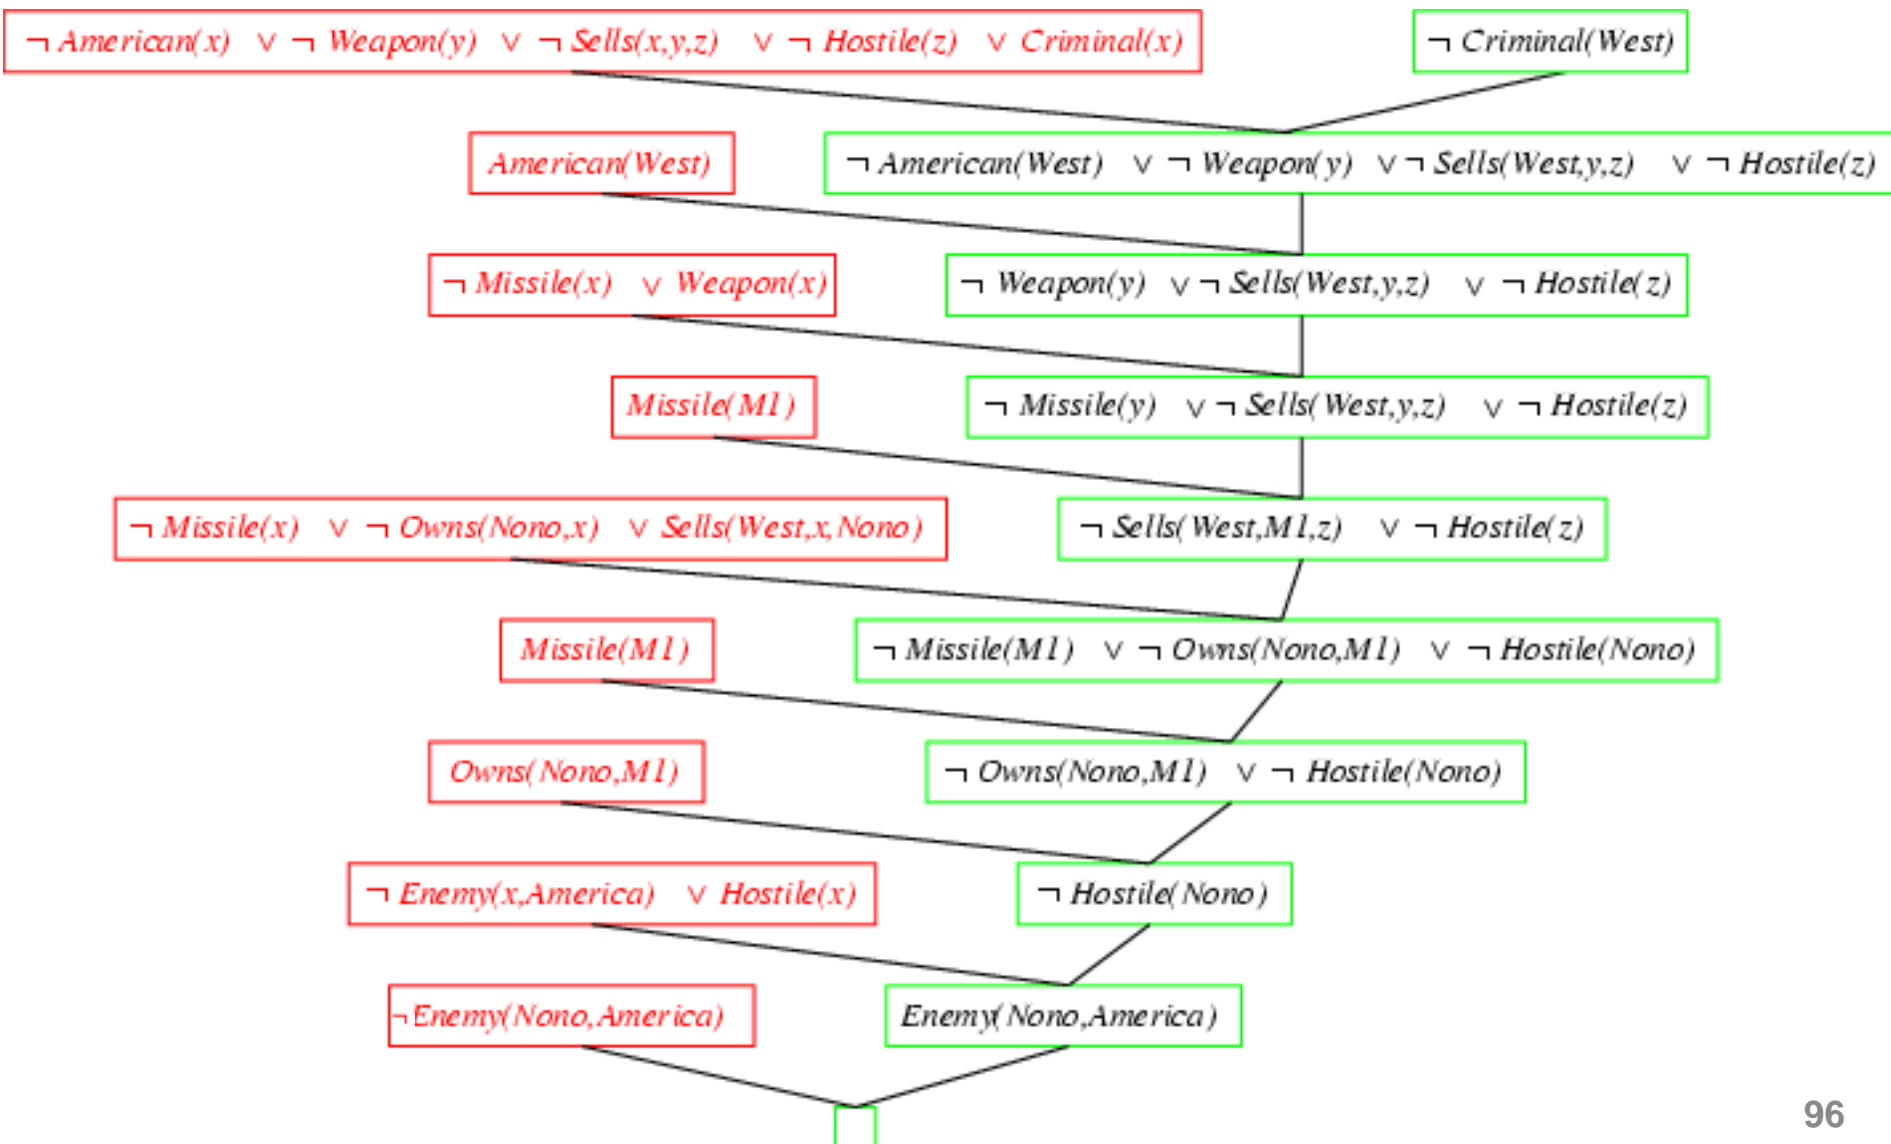 ¬ American(x) ∨ ¬ Weapon(y) ∨ ¬ Sells(x,y,z) ∨ ¬ Hostile(z) ∨ Criminal(x)
¬ Criminal(West)
American(West)
¬ American(West) ∨ ¬ Weapon(y) ∨ ¬ Sells(West,y,z) ∨ ¬ Hostile(z)
¬ Missile(x) ∨ Weapon(x)
¬ Weapon(y) ∨ ¬ Sells(West,y,z) ∨ ¬ Hostile(z)
Missile(M1)
¬ Missile(y) ∨ ¬ Sells(West,y,z) ∨ ¬ Hostile(z)
¬ Missile(x) ∨ ¬ Owns(Nono,x) ∨ Sells(West,x,Nono)
¬ Sells(West,M1,z) ∨ ¬ Hostile(z)
Missile(M1)
¬ Missile(M1) ∨ ¬ Owns(Nono,M1) ∨ ¬ Hostile(Nono)
Owns(Nono,M1)
¬ Owns(Nono,M1) ∨ ¬ Hostile(Nono)
¬ Enemy(x,America) ∨ Hostile(x)
¬ Hostile(Nono)
¬Enemy(Nono,America)
Enemy(Nono,America)
96